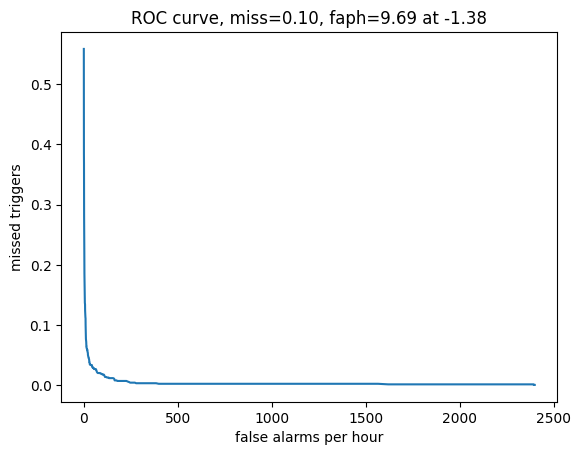 ROC curve, miss=0.10, faph=9.69 at -1.38
0.5
0.4
0.3
0.2
0.1
0.0
missed triggers
0 500 1000 1500 2000 2500
false alarms per hour